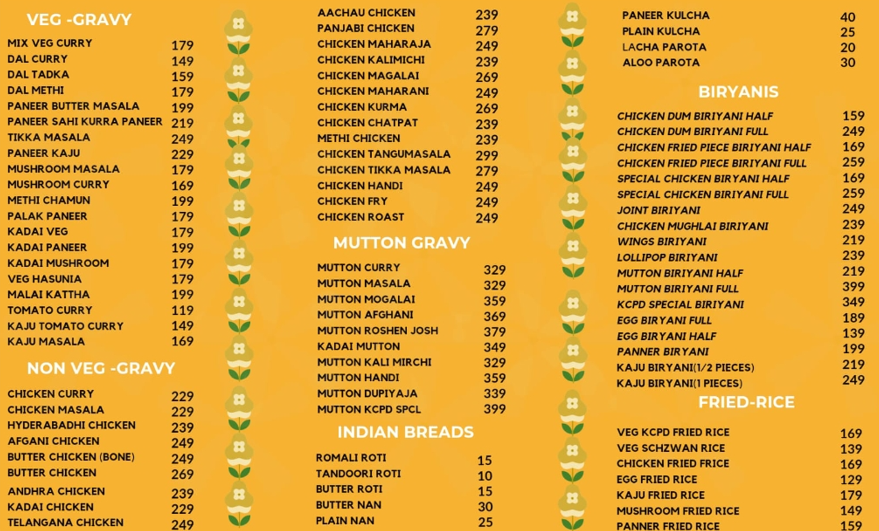 VEG -GRAVY
MIX VEG CURRY 179
DAL CURRY 149
DAL TADKA 159
DAL METHI 179
PANEER BUTTER MASALA 199
PANEER SAHI KURRA PANEER 219
TIKKA MASALA 249
PANEER KAJU 229
MUSHROOM MASALA 179
MUSHROOM CURRY 169
METHI CHAMUN 199
PALAK PANEER 179
KADAI VEG 179
KADAI PANEER 199
KADAI MUSHROOM 179
VEG HASUNIA 179
MALAI KATTHA 199
TOMATO CURRY 119
KAJU TOMATO CURRY 149
KAJU MASALA 169
NON VEG -GRAVY
CHICKEN CURRY 229
CHICKEN MASALA 229
HYDERABADHI CHICKEN 239
AFGANI CHICKEN 249
BUTTER CHICKEN (BONE) 249
BUTTER CHICKEN 269
ANDHRA CHICKEN 239
KADAI CHICKEN 229
TELANGANA CHICKEN 249
AACHAU CHICKEN 239
PANJABI CHICKEN 279
CHICKEN MAHARAJA 249
CHICKEN KALIMICHI 239
CHICKEN MAGALAI 269
CHICKEN MAHARANI 249
CHICKEN KURMA 269
CHICKEN CHATPAT 239
METHI CHICKEN 239
CHICKEN TANGUMASALA 299
CHICKEN TIKKA MASALA 279
CHICKEN HANDI 249
CHICKEN FRY 249
CHICKEN ROAST 249
MUTTON GRAVY
MUTTON CURRY 329
MUTTON MASALA 329
MUTTON MOGALAI 359
MUTTON AFGHANI 369
MUTTON ROSHEN JOSH 379
KADAI MUTTON 349
MUTTON KALI MIRCHI 329
MUTTON HANDI 359
MUTTON DUPIYAJA 339
MUTTON KCPD SPCL 399
INDIAN BREADS
ROMALI ROTI 15
TANDOORI ROTI 10
BUTTER ROTI 15
BUTTER NAN 30
PLAIN NAN 25
PANEER KULCHA 40
PLAIN KULCHA 25
LACHA PAROTA 20
ALOO PAROTA 30
BIRYANIS
CHICKEN DUM BIRIYANI HALF 159
CHICKEN DUM BIRIYANI FULL 249
CHICKEN FRIED PIECE BIRIYANI HALF 169
CHICKEN FRIED PIECE BIRIYANI FULL 259
SPECIAL CHICKEN BIRYANI HALF 169
SPECIAL CHICKEN BIRIYANI FULL 259
JOINT BIRIYANI 249
CHICKEN MUGHLAI BIRIYANI 239
WINGS BIRIYANI 219
LOLLIPOP BIRIYANI 239
MUTTON BIRIYANI HALF 219
MUTTON BIRIYANI FULL 399
KCPD SPECIAL BIRIYANI 349
EGG BIRYANI FULL 189
EGG BIRYANI HALF 139
PANNER BIRYANI 199
KAJU BIRYANI(1/2 PIECES) 219
KAJU BIRYANI(1 PIECES) 249
FRIED-RICE
VEG KCPD FRIED RICE 169
VEG SCHZWAN RICE 139
CHICKEN FRIED FRICE 169
EGG FRIED RICE 129
KAJU FRIED RICE 179
MUSHROOM FRIED RICE 149
PANNER FRIED RICE 159